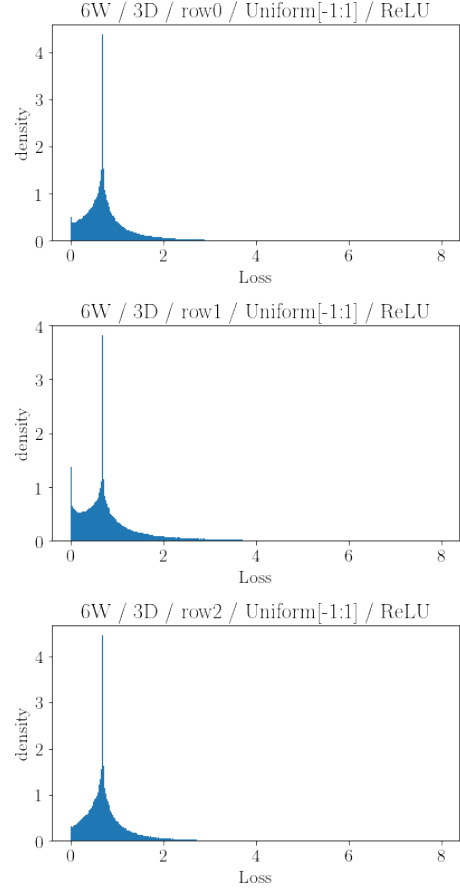 6W / 3D / row0 / Uniform[-1:1] / ReLU
4
3
2
1
0
density
0 2 4 6 8
Loss
6W / 3D / row1 / Uniform[-1:1] / ReLU
4
3
2
1
0
density
0 2 4 6 8
Loss
6W / 3D / row2 / Uniform[-1:1] / ReLU
4
3
2
1
0
density
0 2 4 6 8
Loss